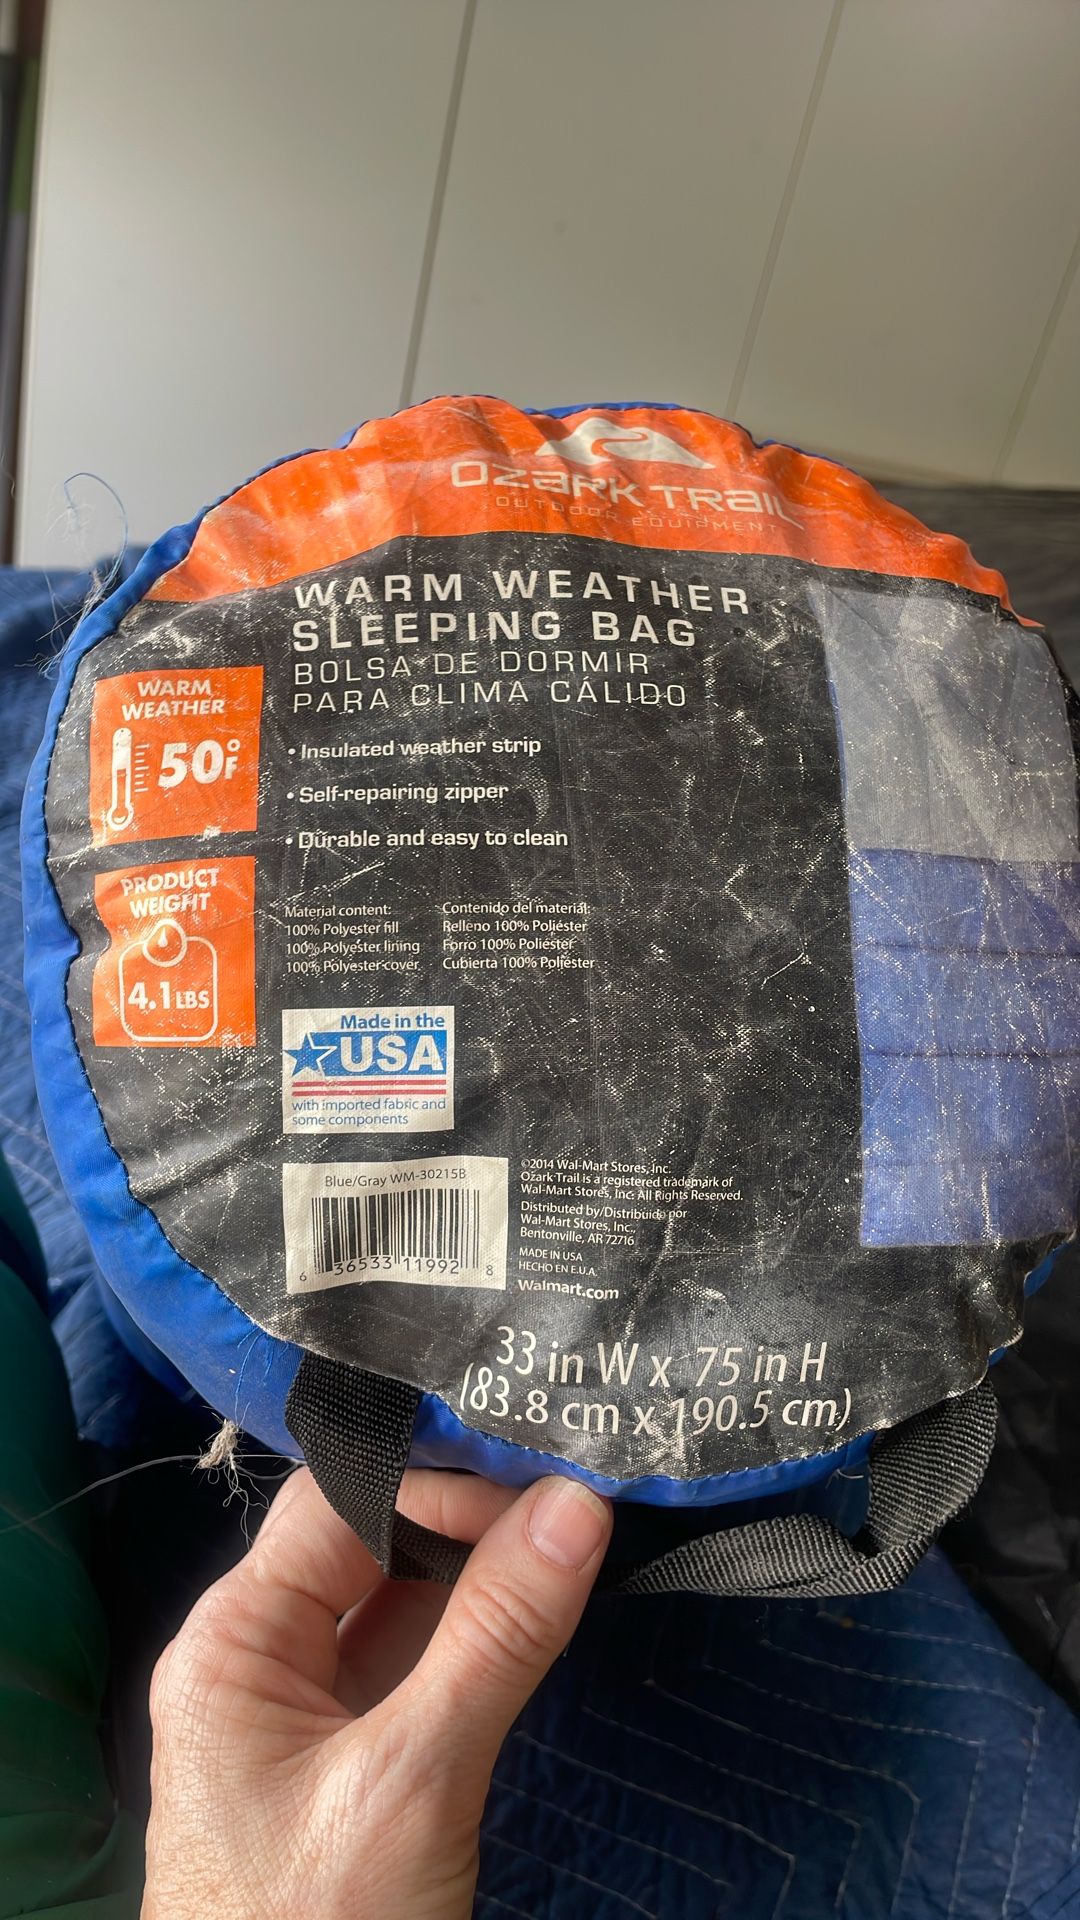 OZARK TRAIL
OUTDOOR EQUIPMENT
WARM WEATHER
SLEEPING BAG
BOLSA DE DORMIR
PARA CLIMA CÁLIDO
WARM
WEATHER
50°F
• Insulated weather strip
• Self-repairing zipper
• Durable and easy to clean
PRODUCT
WEIGHT
4.1 LBS
Material content:
100% Polyester fill
100% Polyester lining
100% Polyester cover
Contenido del material:
Relleno 100% Poliéster
Forro 100% Poliéster
Cubierta 100% Poliéster
Made in the
USA
with imported fabric and
some components
Blue/Gray WM-30215B
6 36533 11992 8
©2014 Wal-Mart Stores, Inc.
Ozark Trail is a registered trademark of
Wal-Mart Stores, Inc. All Rights Reserved.
Distributed by/Distribuido por
Wal-Mart Stores, Inc.
Bentonville, AR 72716
MADE IN USA
HECHO EN E.U.A.
Walmart.com
33 in W x 75 in H
(83.8 cm x 190.5 cm)